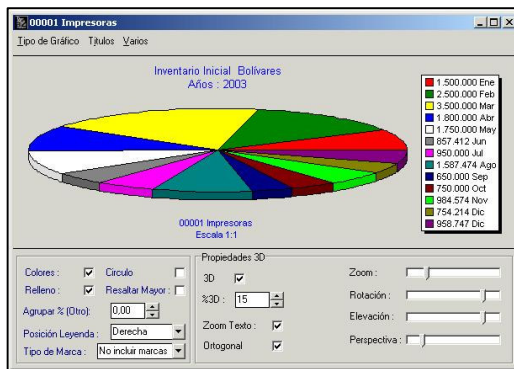 00001 Impresoras
Tipo de Gráfico Titulos Varios
Inventario Inicial Bolívares
Años : 2003
1.500.000 Ene
2.500.000 Feb
3.500.000 Mar
1.800.000 Abr
1.750.000 May
857.412 Jun
950.000 Jul
1.587.474 Ago
650.000 Sep
750.000 Oct
984.574 Nov
754.214 Dic
958.747 Dic
00001 Impresoras
Escala 1:1
Colores : Circulo
Relleno : Resaltar Mayor :
Agrupar % (Otro): 0,00
Posición Leyenda : Derecha
Tipo de Marca : No incluir marcas
Propiedades 3D
3D
%3D : 15
Zoom Texto :
Ortogonal
Zoom :
Rotación :
Elevación :
Perspectiva :